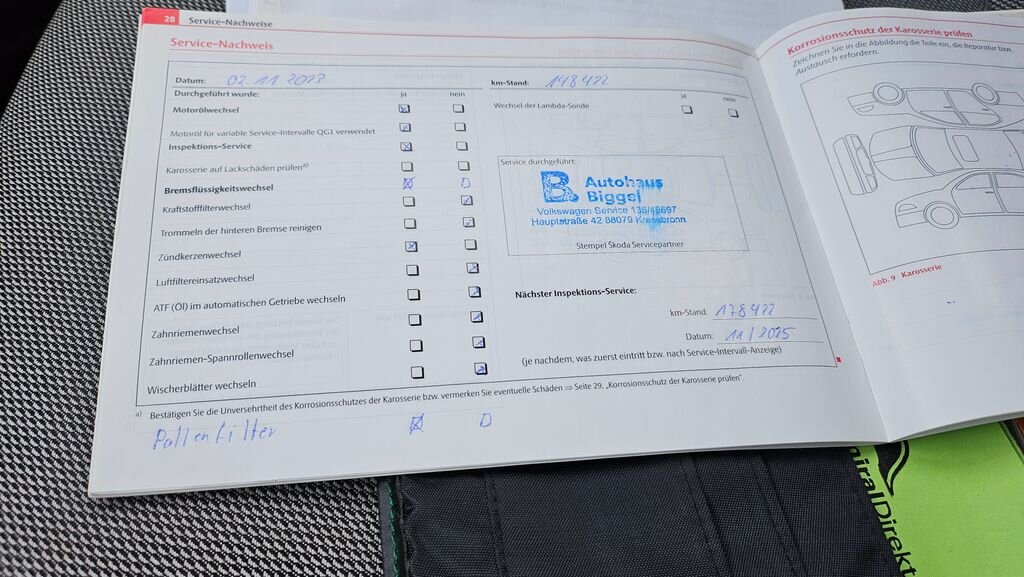 28 Service-Nachweise
Service-Nachweis
Datum: 02.11.2023
km-Stand: 148422
Durchgeführt wurde: ja nein
ja nein
Motorölwechsel
Wechsel der Lambda-Sonde
Motoröl für variable Service-Intervalle QG1 verwendet
Inspektions-Service
Karosserie auf Lackschäden prüfen a)
Bremsflüssigkeitswechsel
Kraftstofffilterwechsel
Trommeln der hinteren Bremse reinigen
Zündkerzenwechsel
Luftfiltereinsatzwechsel
ATF (Öl) im automatischen Getriebe wechseln
Zahnriemenwechsel
Zahnriemen-Spannrollenwechsel
Wischerblätter wechseln
Service durchgeführt:
B. Autohaus
Biggel
Volkswagen Service
Hauptstraße 42 88079 Kressbronn
Stempel Škoda Servicepartner
Nächster Inspektions-Service:
km-Stand: 178422
Datum: 11/2025
(je nachdem, was zuerst eintritt bzw. nach Service-Intervall-Anzeige)
a) Bestätigen Sie die Unversehrtheit des Korrosionsschutzes der Karosserie bzw. vermerken Sie eventuelle Schäden ⇒ Seite 29, „Korrosionsschutz der Karosserie prüfen".
Pollenfilter
Korrosionsschutz der Karosserie prüfen
Zeichnen Sie in die Abbildung die Teile ein, die Reparatur bzw.
Austausch erfordern.
Abb. 9 Karosserie
miralDirekt